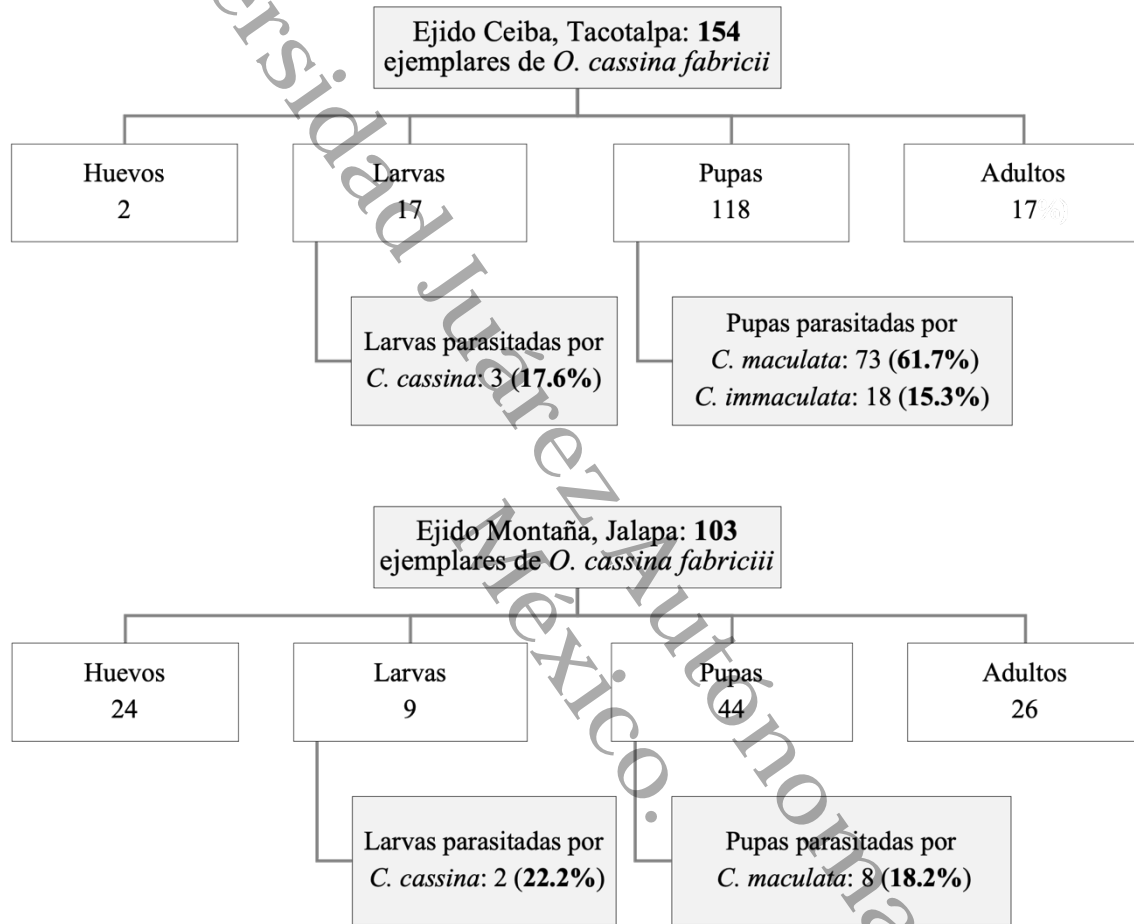 Ejido Ceiba, Tacotalpa: 154
ejemplares de O. cassina fabricii
Huevos
2
Larvas
17
Pupas
118
Adultos
17
Larvas parasitadas por
C. cassina: 3 (17.6%)
Pupas parasitadas por
C. maculata: 73 (61.7%)
C. immaculata: 18 (15.3%)
Ejido Montaña, Jalapa: 103
ejemplares de O. cassina fabriciii
Huevos
24
Larvas
9
Pupas
44
Adultos
26
Larvas parasitadas por
C. cassina: 2 (22.2%)
Pupas parasitadas por
C. maculata: 8 (18.2%)
Juárez Autónoma
México.